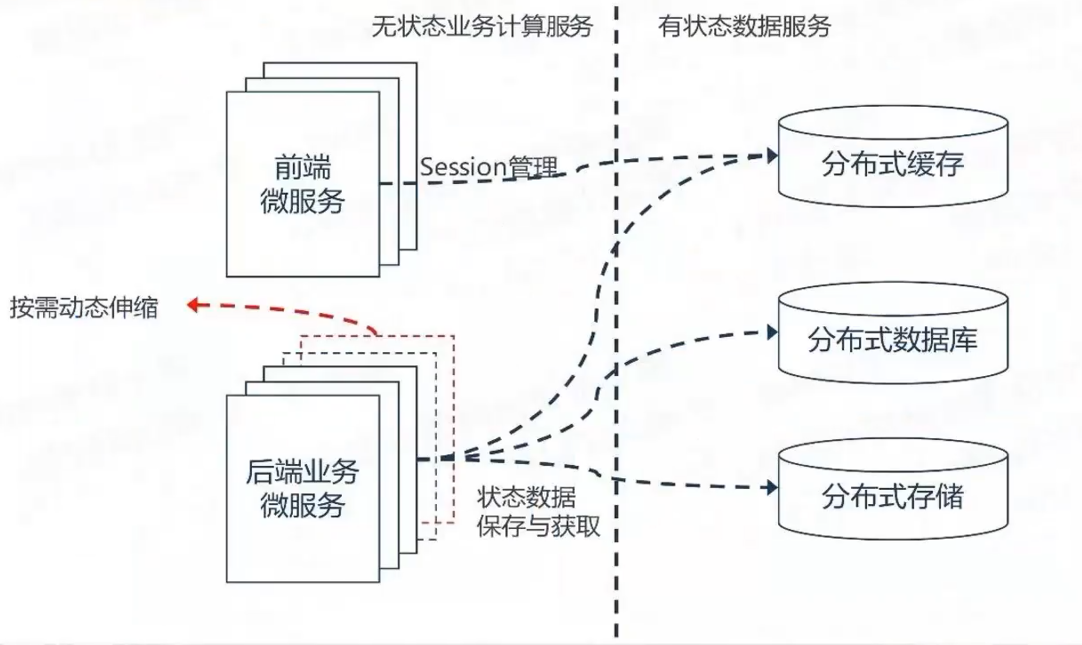 无状态业务计算服务
有状态数据服务
前端
微服务
Session管理
分布式缓存
按需动态伸缩
分布式数据库
后端业务
微服务
状态数据
保存与获取
分布式存储